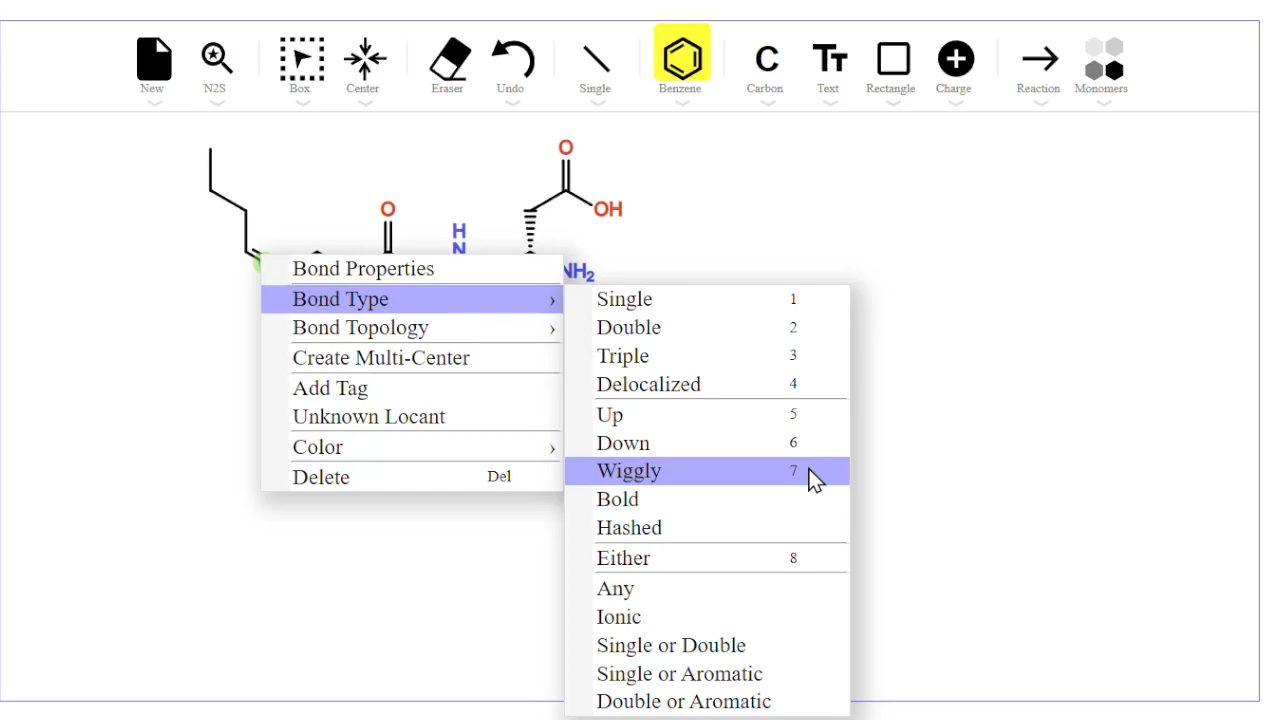 New N2S Box Center Eraser Undo Single Benzene Carbon Text Rectangle Charge Reaction Monomers
C TT
O
OH
O
H
N
NH2
Bond Properties
Bond Type ›
Bond Topology ›
Create Multi-Center
Add Tag
Unknown Locant
Color ›
Delete Del
Single 1
Double 2
Triple 3
Delocalized 4
Up 5
Down 6
Wiggly 7
Bold
Hashed
Either 8
Any
Ionic
Single or Double
Single or Aromatic
Double or Aromatic